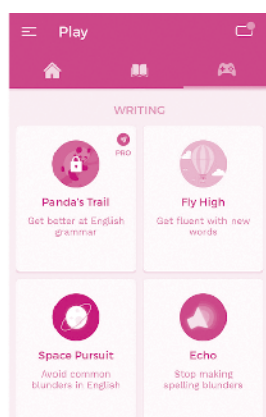 Play
WRITING
PRO
Panda's Trail
Get better at English
grammar
Fly High
Get fluent with new
words
Space Pursuit
Avoid common
blunders in English
Echo
Stop making
spelling blunders